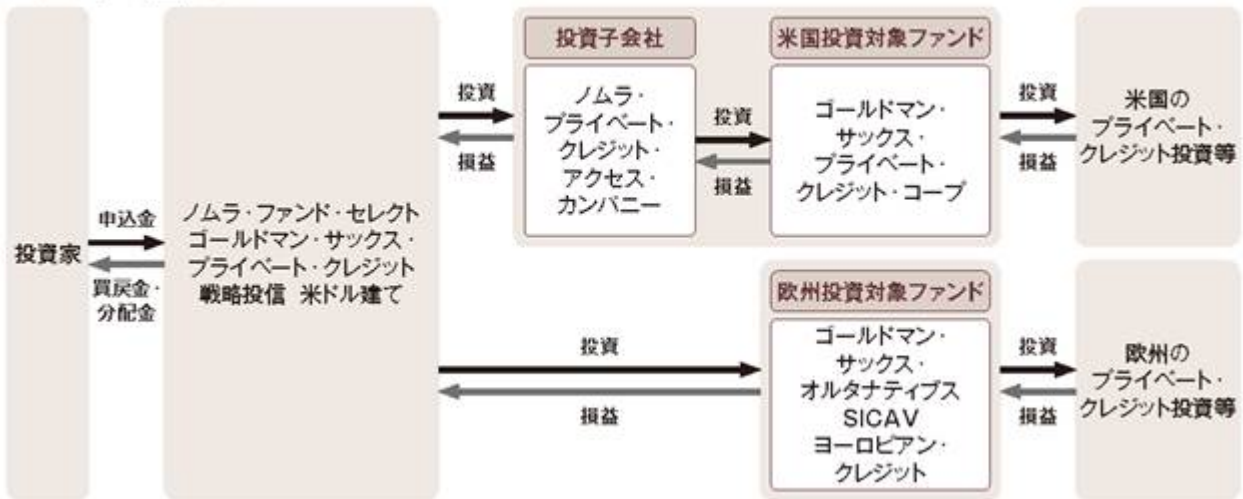 投資家
申込金
買戻金・
分配金
ノムラ・ファンド・セレクト
ゴールドマン・サックス・
プライベート・クレジット
戦略投信 米ドル建て
投資
損益
投資子会社
ノムラ・
プライベート・
クレジット・
アクセス・
カンパニー
投資
損益
米国投資対象ファンド
ゴールドマン・
サックス・
プライベート・
クレジット・コープ
投資
損益
米国の
プライベート・
クレジット投資等
投資
損益
欧州投資対象ファンド
ゴールドマン・
サックス・
オルタナティブス
SICAV
ヨーロピアン・
クレジット
投資
損益
欧州の
プライベート・
クレジット投資等